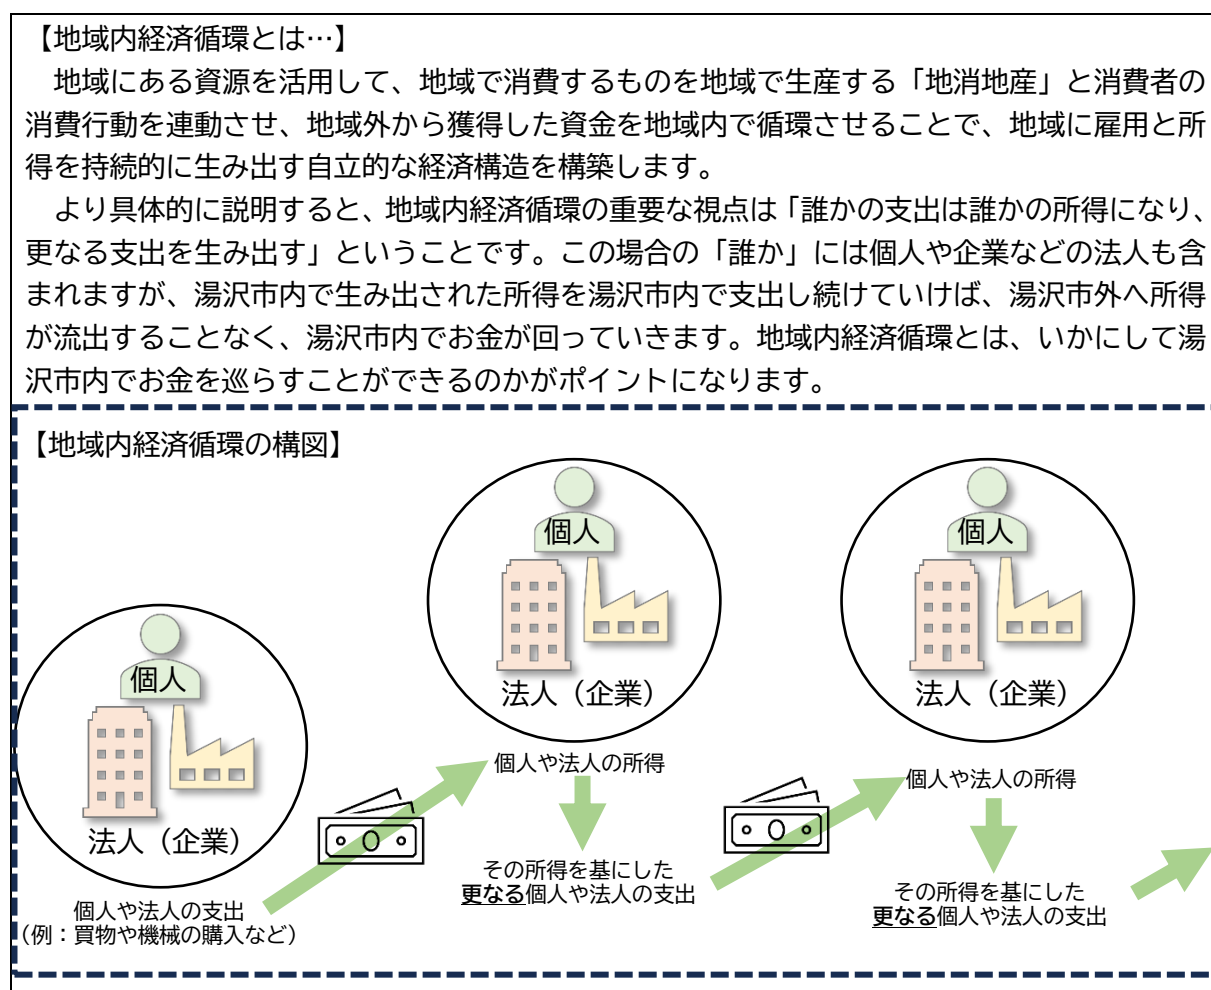 【地域内経済循環とは…】
　地域にある資源を活用して、地域で消費するものを地域で生産する「地消地産」と消費者の
消費行動を連動させ、地域外から獲得した資金を地域内で循環させることで、地域に雇用と所
得を持続的に生み出す自立的な経済構造を構築します。
　より具体的に説明すると、地域内経済循環の重要な視点は「誰かの支出は誰かの所得になり、
更なる支出を生み出す」ということです。この場合の「誰か」には個人や企業などの法人も含
まれますが、湯沢市内で生み出された所得を湯沢市内で支出し続けていけば、湯沢市外へ所得
が流出することなく、湯沢市内でお金が回っていきます。地域内経済循環とは、いかにして湯
沢市内でお金を巡らすことができるのかがポイントになります。
【地域内経済循環の構図】
個人
法人（企業）
個人や法人の支出
（例：買物や機械の購入など）
個人
法人（企業）
個人や法人の所得
その所得を基にした
更なる個人や法人の支出
個人
法人（企業）
個人や法人の所得
その所得を基にした
更なる個人や法人の支出